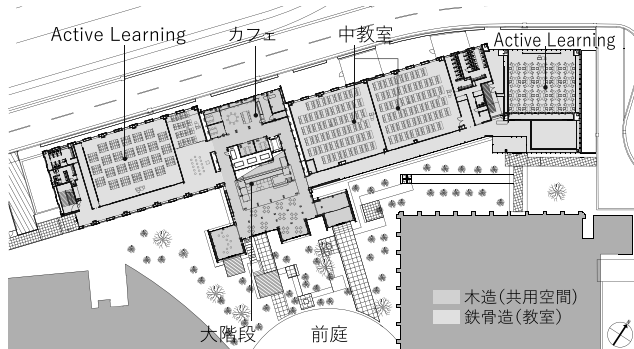 Active Learning
カフェ
中教室
Active Learning
木造(共用空間)
鉄骨造(教室)
大階段
前庭